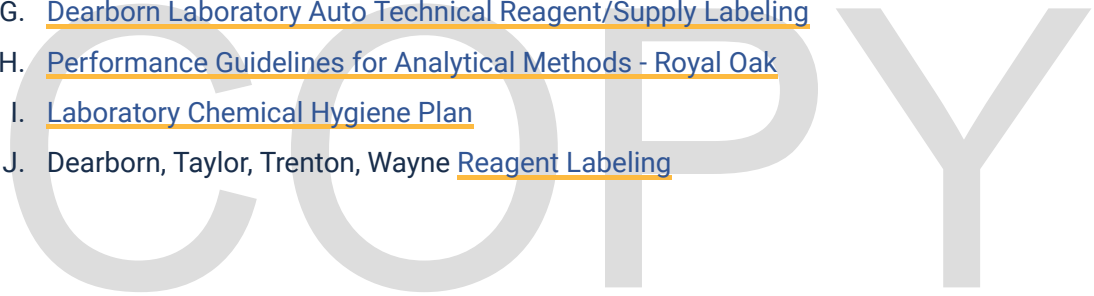 G. Dearborn Laboratory Auto Technical Reagent/Supply Labeling
H. Performance Guidelines for Analytical Methods - Royal Oak
I. Laboratory Chemical Hygiene Plan
J. Dearborn, Taylor, Trenton, Wayne Reagent Labeling
COPY